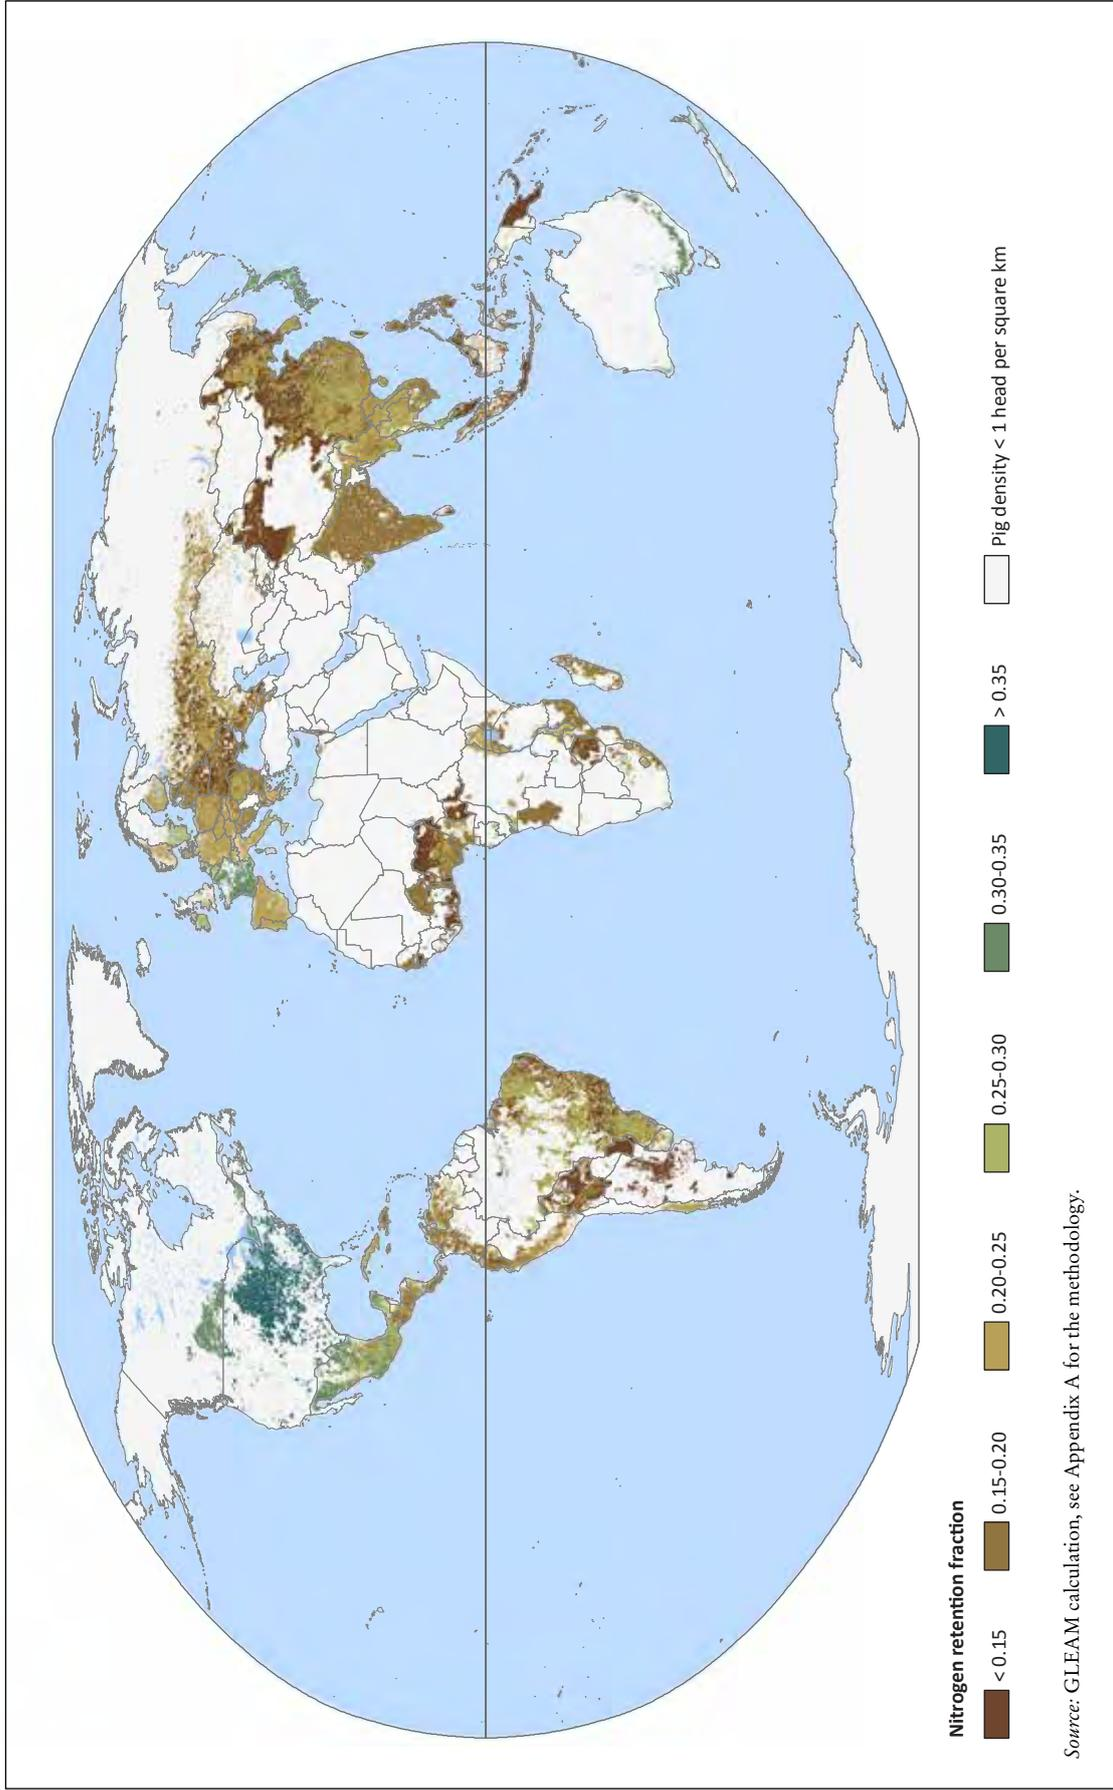 Nitrogen retention fraction
< 0.15
0.15-0.20
0.20-0.25
0.25-0.30
0.30-0.35
> 0.35
Pig density < 1 head per square km
Source: GLEAM calculation, see Appendix A for the methodology.